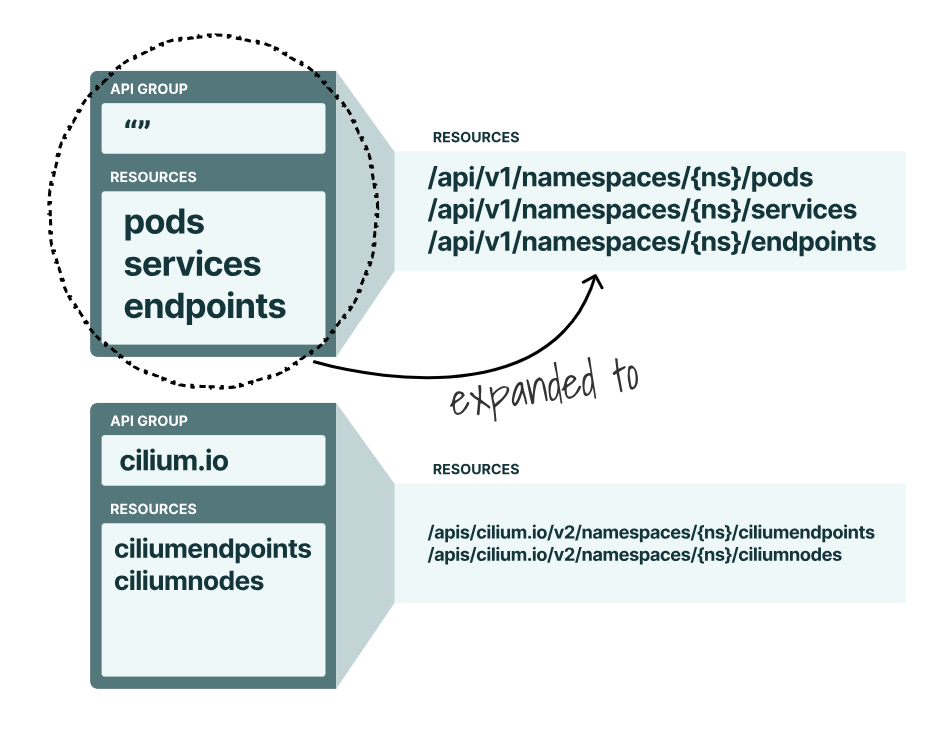 API GROUP
“”
RESOURCES
pods
services
endpoints
RESOURCES
/api/v1/namespaces/{ns}/pods
/api/v1/namespaces/{ns}/services
/api/v1/namespaces/{ns}/endpoints
expanded to
API GROUP
cilium.io
RESOURCES
ciliumendpoints
ciliumnodes
RESOURCES
/apis/cilium.io/v2/namespaces/{ns}/ciliumendpoints
/apis/cilium.io/v2/namespaces/{ns}/ciliumnodes